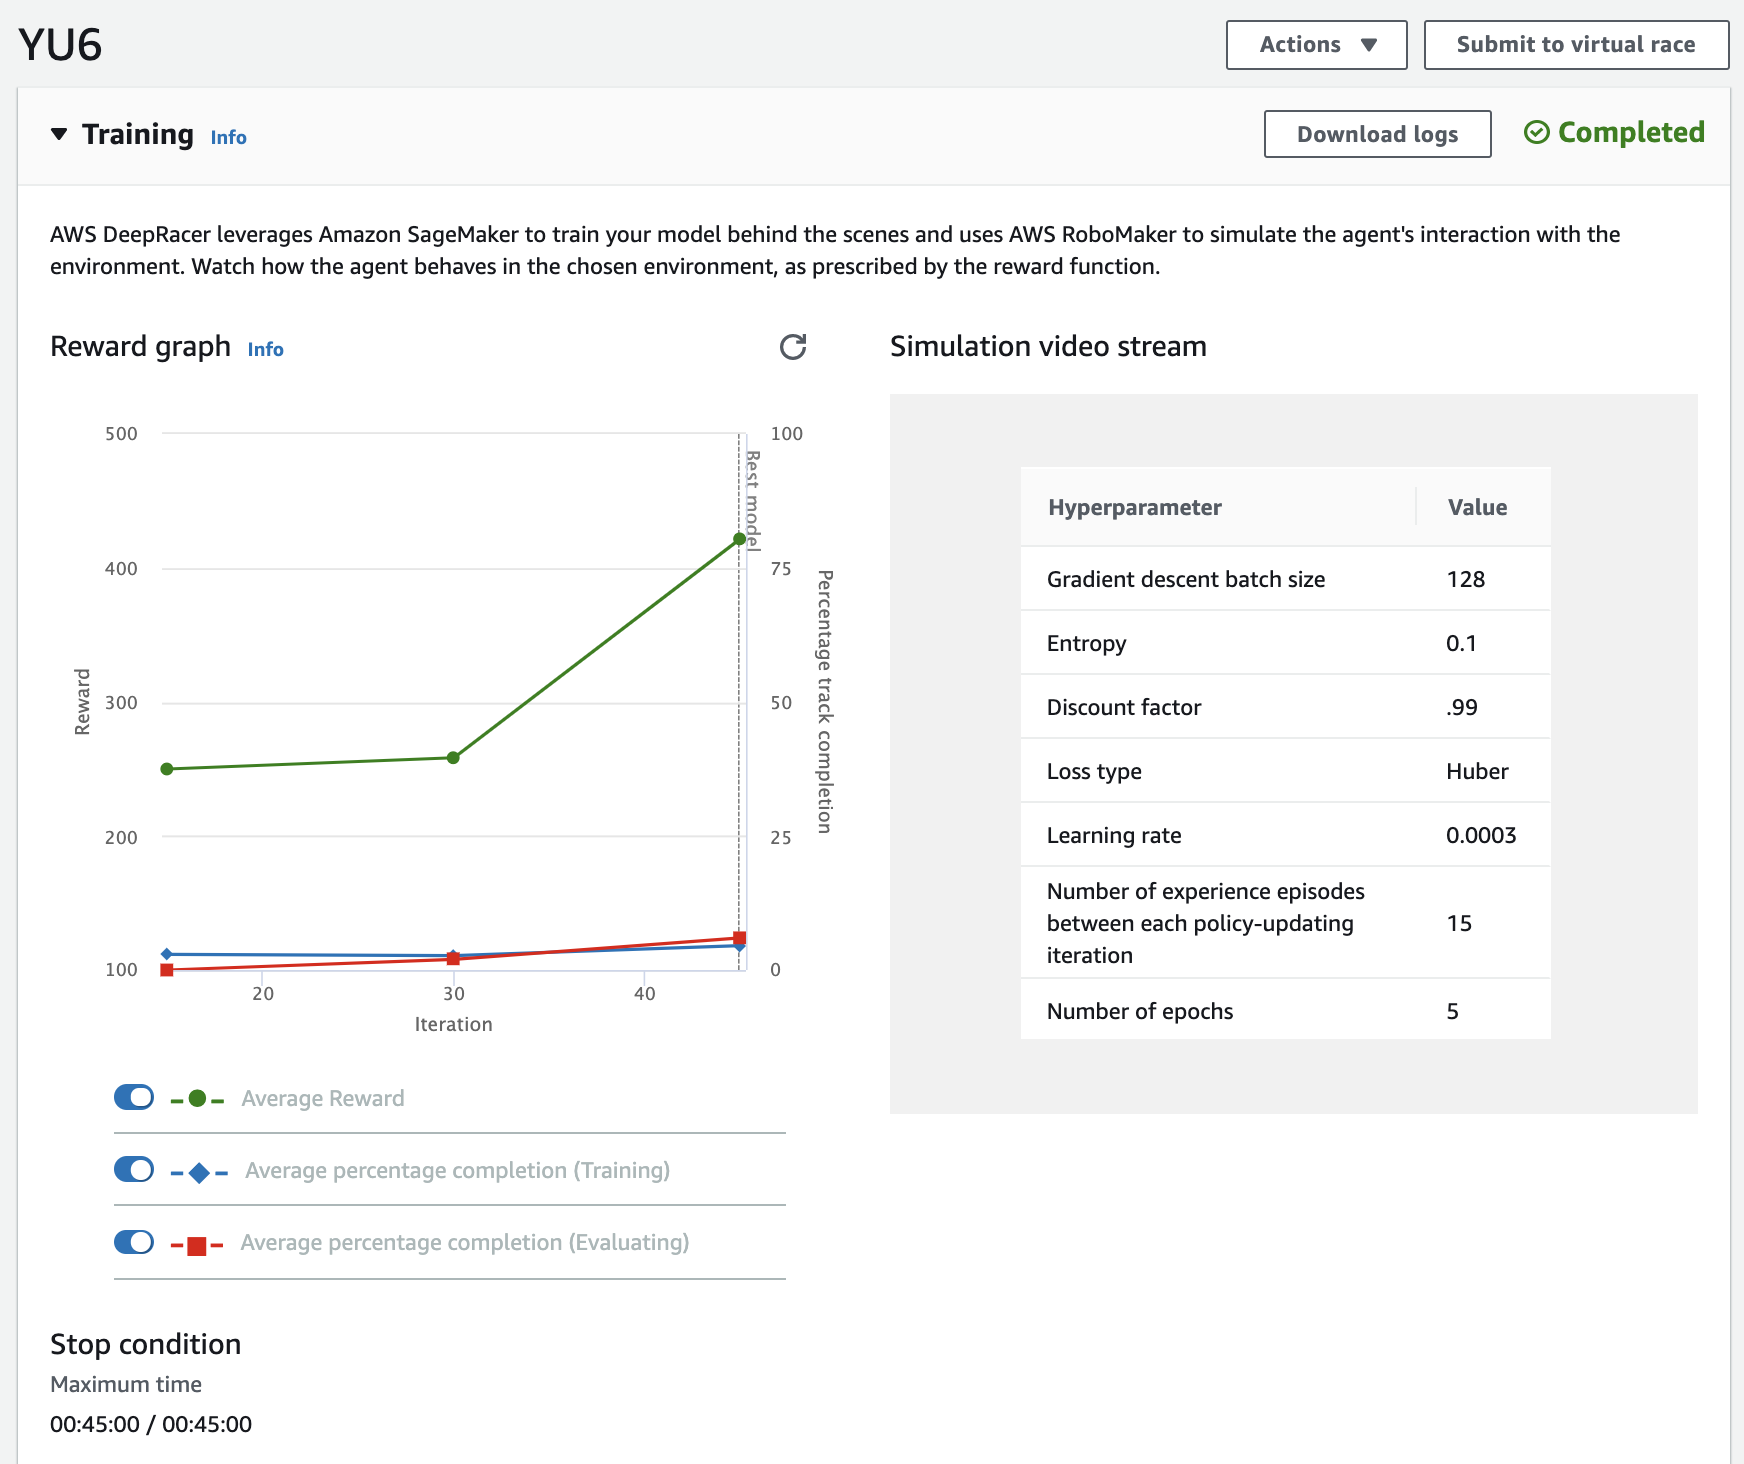 YU6
Actions
Submit to virtual race
Training Info
Download logs
Completed
AWS DeepRacer leverages Amazon SageMaker to train your model behind the scenes and uses AWS RoboMaker to simulate the agent's interaction with the
environment. Watch how the agent behaves in the chosen environment, as prescribed by the reward function.
Reward graph Info
500
400
300
200
100
Reward
100
75
50
25
0
Percentage track completion
Best model
20 30 40
Iteration
Average Reward
Average percentage completion (Training)
Average percentage completion (Evaluating)
Simulation video stream
Hyperparameter Value
Gradient descent batch size 128
Entropy 0.1
Discount factor .99
Loss type Huber
Learning rate 0.0003
Number of experience episodes
between each policy-updating 15
iteration
Number of epochs 5
Stop condition
Maximum time
00:45:00 / 00:45:00